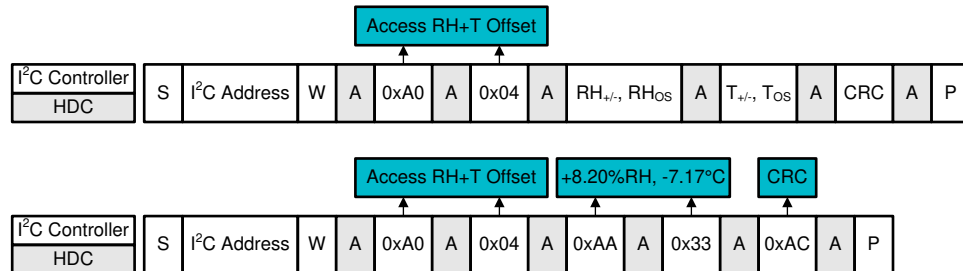 Access RH+T Offset
I²C Controller
HDC
S I²C Address W A 0xA0 A 0x04 A RH+/-, RHOS A T+/-, TOS A CRC A P
Access RH+T Offset +8.20%RH, -7.17°C CRC
I²C Controller
HDC
S I²C Address W A 0xA0 A 0x04 A 0xAA A 0x33 A 0xAC A P